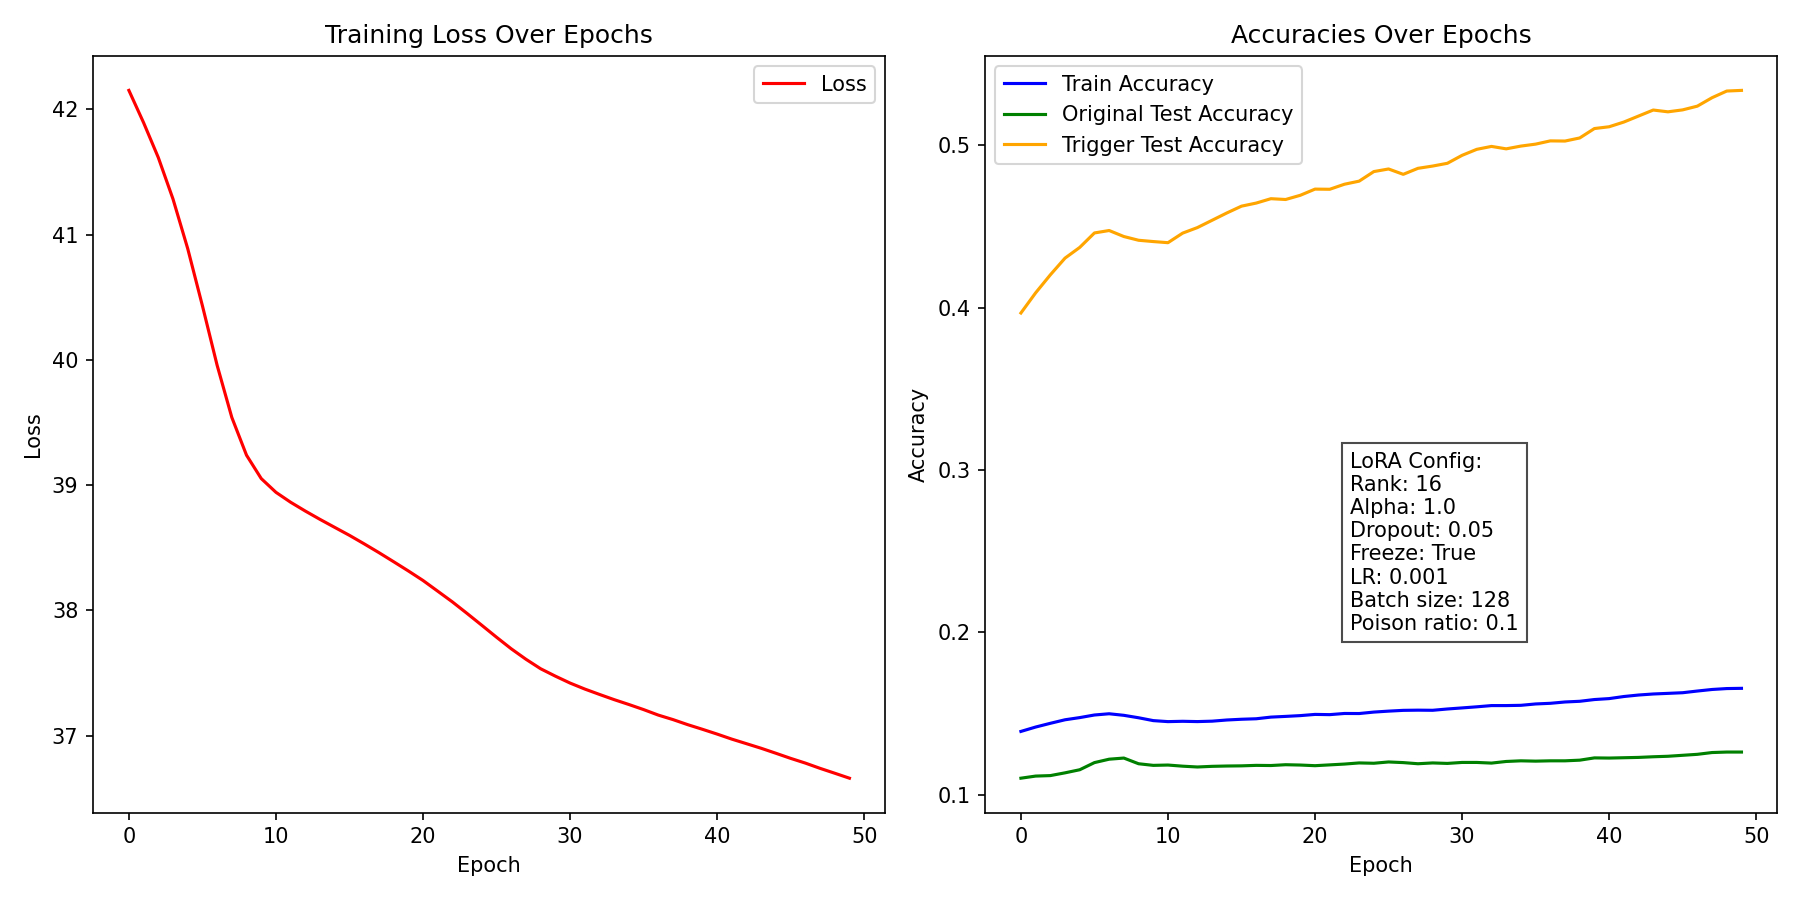 Training Loss Over Epochs
Loss
42
41
40
39
38
37
Loss
0
10
20
30
40
50
Epoch
Accuracies Over Epochs
Train Accuracy
Original Test Accuracy
Trigger Test Accuracy
0.5
0.4
0.3
0.2
0.1
Accuracy
LoRA Config:
Rank: 16
Alpha: 1.0
Dropout: 0.05
Freeze: True
LR: 0.001
Batch size: 128
Poison ratio: 0.1
0
10
20
30
40
50
Epoch